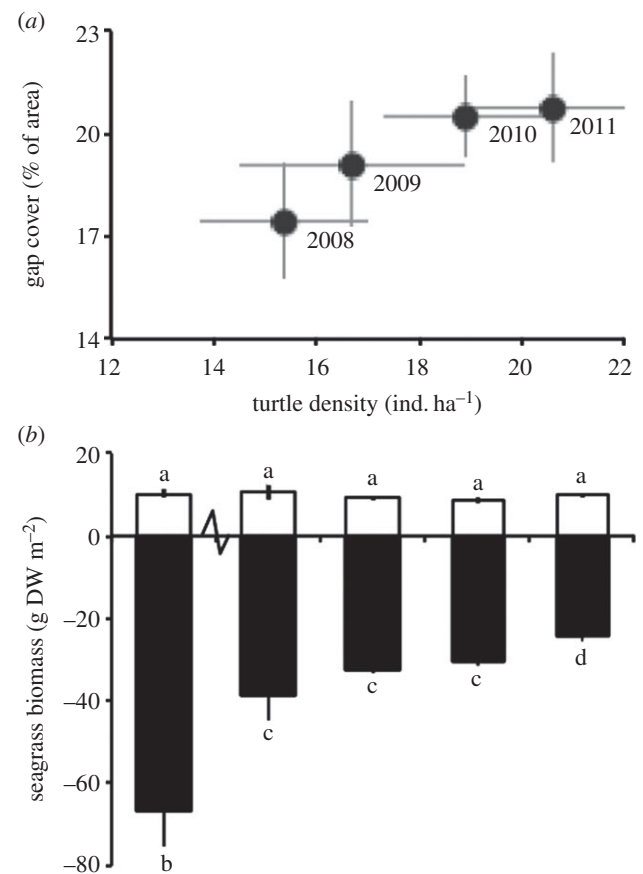 (a)
23
20
17
14
gap cover (% of area)
2008
2009
2010
2011
12 14 16 18 20 22
turtle density (ind. ha⁻¹)
(b)
20
0
–20
–40
–60
–80
seagrass biomass (g DW m⁻²)
a a a a a
b c c c d